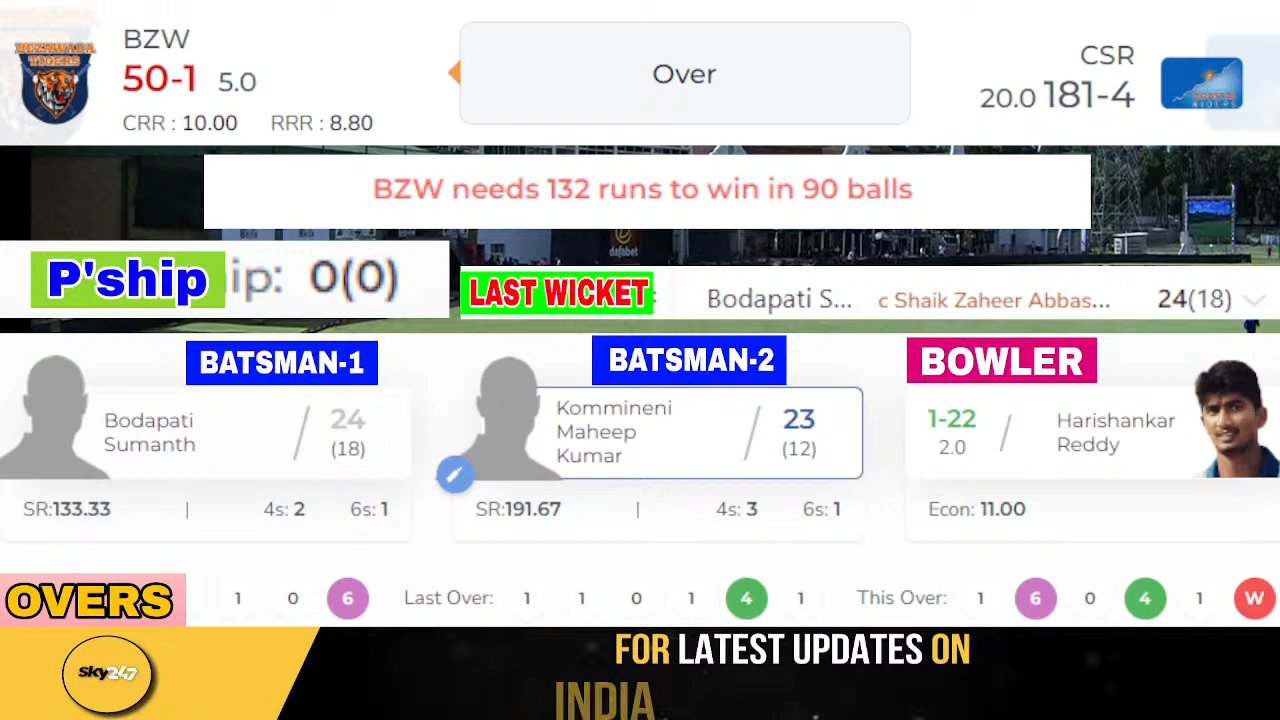 BZW
50-1 5.0
CRR : 10.00 RRR : 8.80
Over
CSR
20.0 181-4
BEZAWADA
TIGERS
COASTAL
RIDERS
BZW needs 132 runs to win in 90 balls
dafabet
P'ship ip: 0(0)
LAST WICKET : Bodapati S... c Shaik Zaheer Abbas... 24(18)
BATSMAN-1
Bodapati
Sumanth
24
(18)
SR:133.33 | 4s: 2 6s: 1
BATSMAN-2
Kommineni
Maheep
Kumar
23
(12)
SR:191.67 | 4s: 3 6s: 1
BOWLER
1-22
2.0
Harishankar
Reddy
Econ: 11.00
OVERS 1 0 6 Last Over: 1 1 0 1 4 1 This Over: 1 6 0 4 1 W
sky247
FOR LATEST UPDATES ON
INDIA